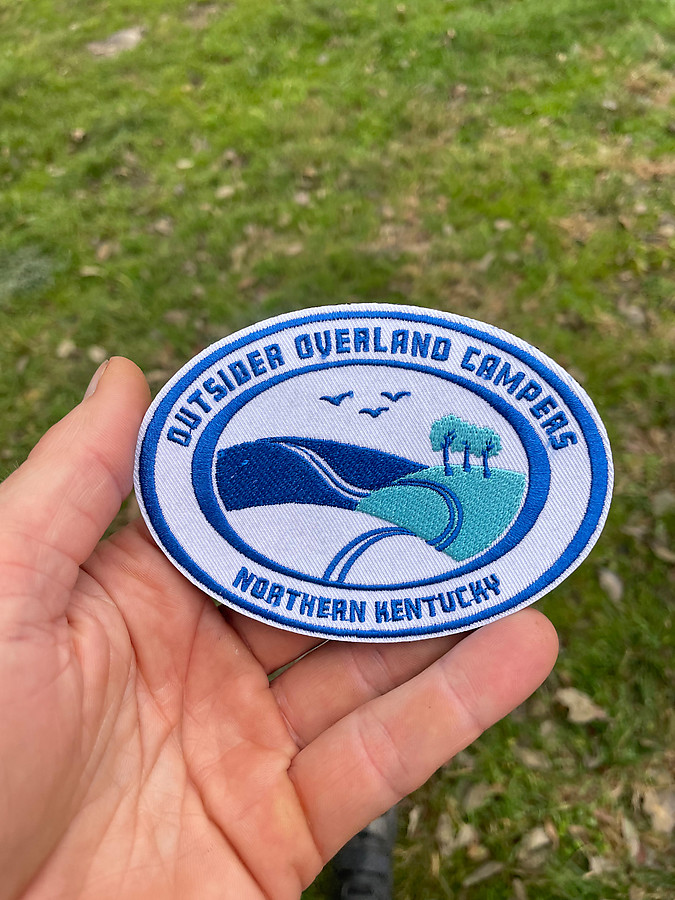 OUTSIDER OVERLAND CAMPERS
NORTHERN KENTUCKY